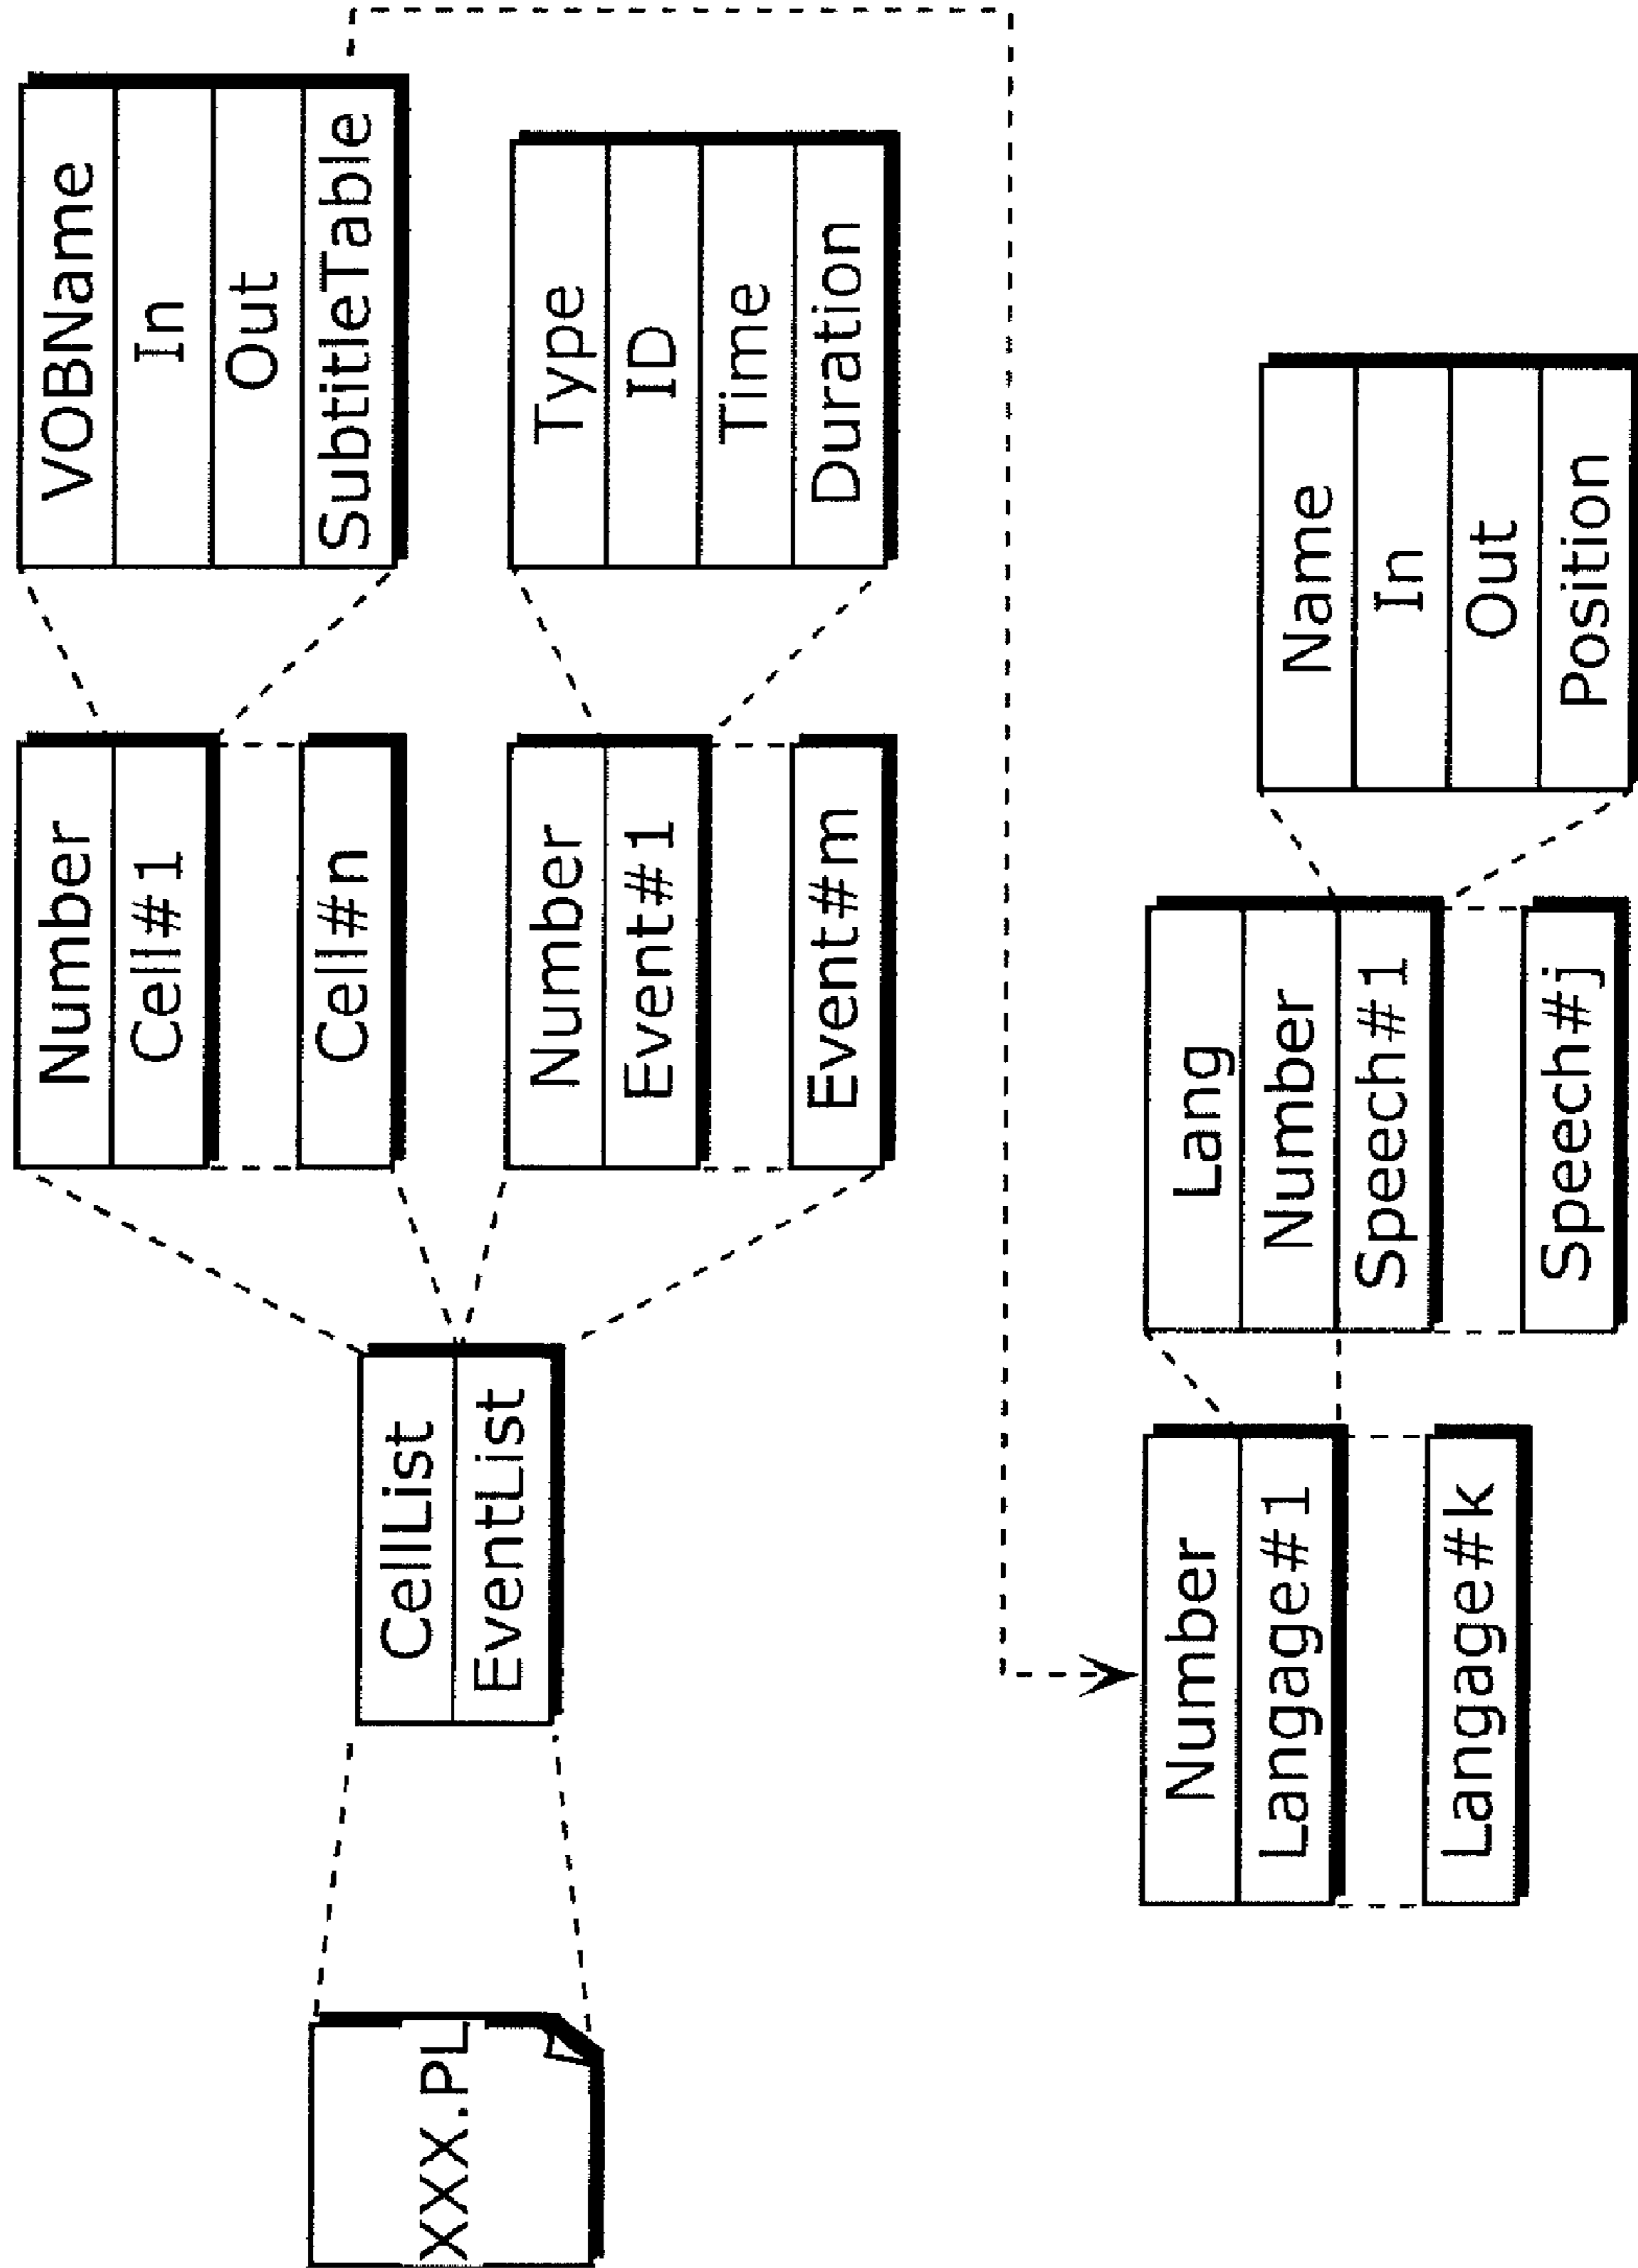 XXX.PL
CellList
EventList
Number
Cell#1
Cell#n
Number
Event#1
Event#m
VOBName
In
Out
SubtitleTable
Type
ID
Time
Duration
Number
Langage#1
Langage#k
Lang
Number
Speech#1
Speech#j
Name
In
Out
Position